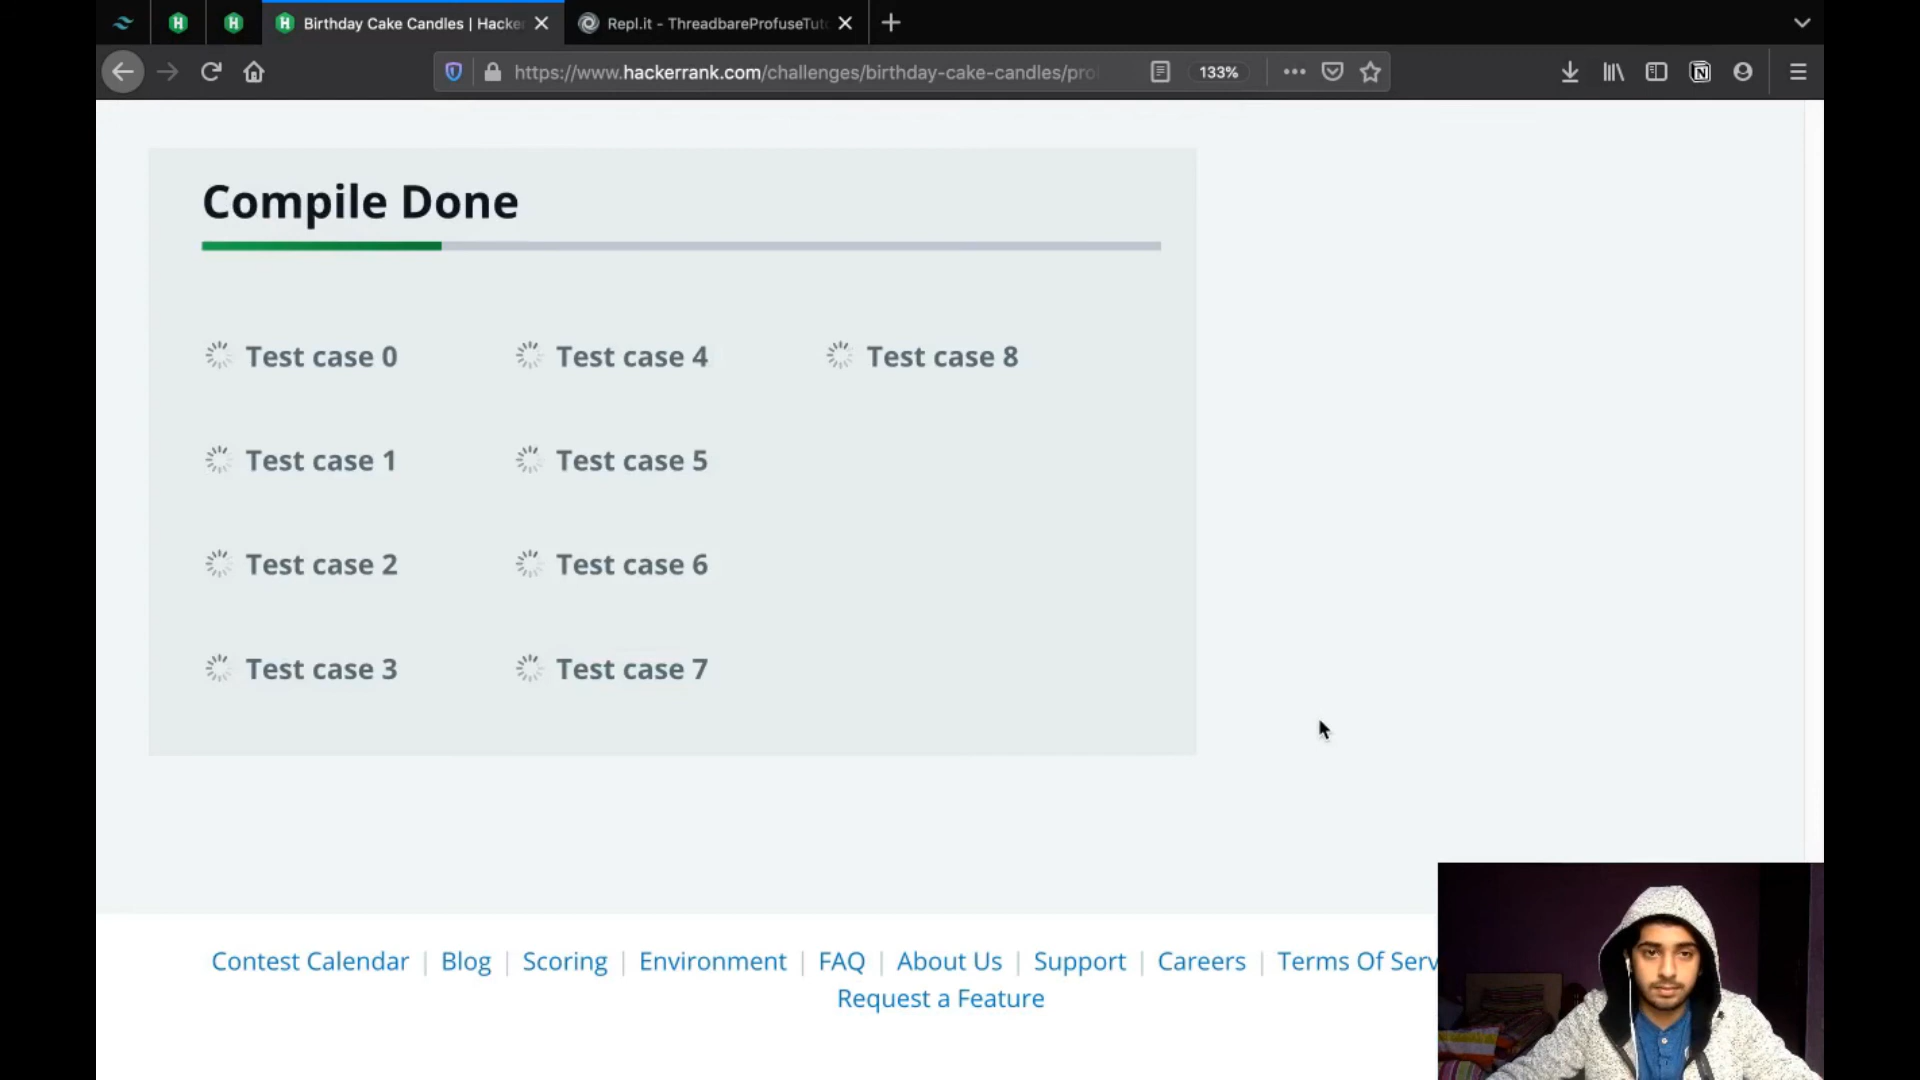 Birthday Cake Candles | Hacke
Repl.it - ThreadbareProfuseTut
https://www.hackerrank.com/challenges/birthday-cake-candles/pro
133%
Compile Done
Test case 0
Test case 4
Test case 8
Test case 1
Test case 5
Test case 2
Test case 6
Test case 3
Test case 7
Contest Calendar | Blog | Scoring | Environment | FAQ | About Us | Support | Careers | Terms Of Serv
Request a Feature